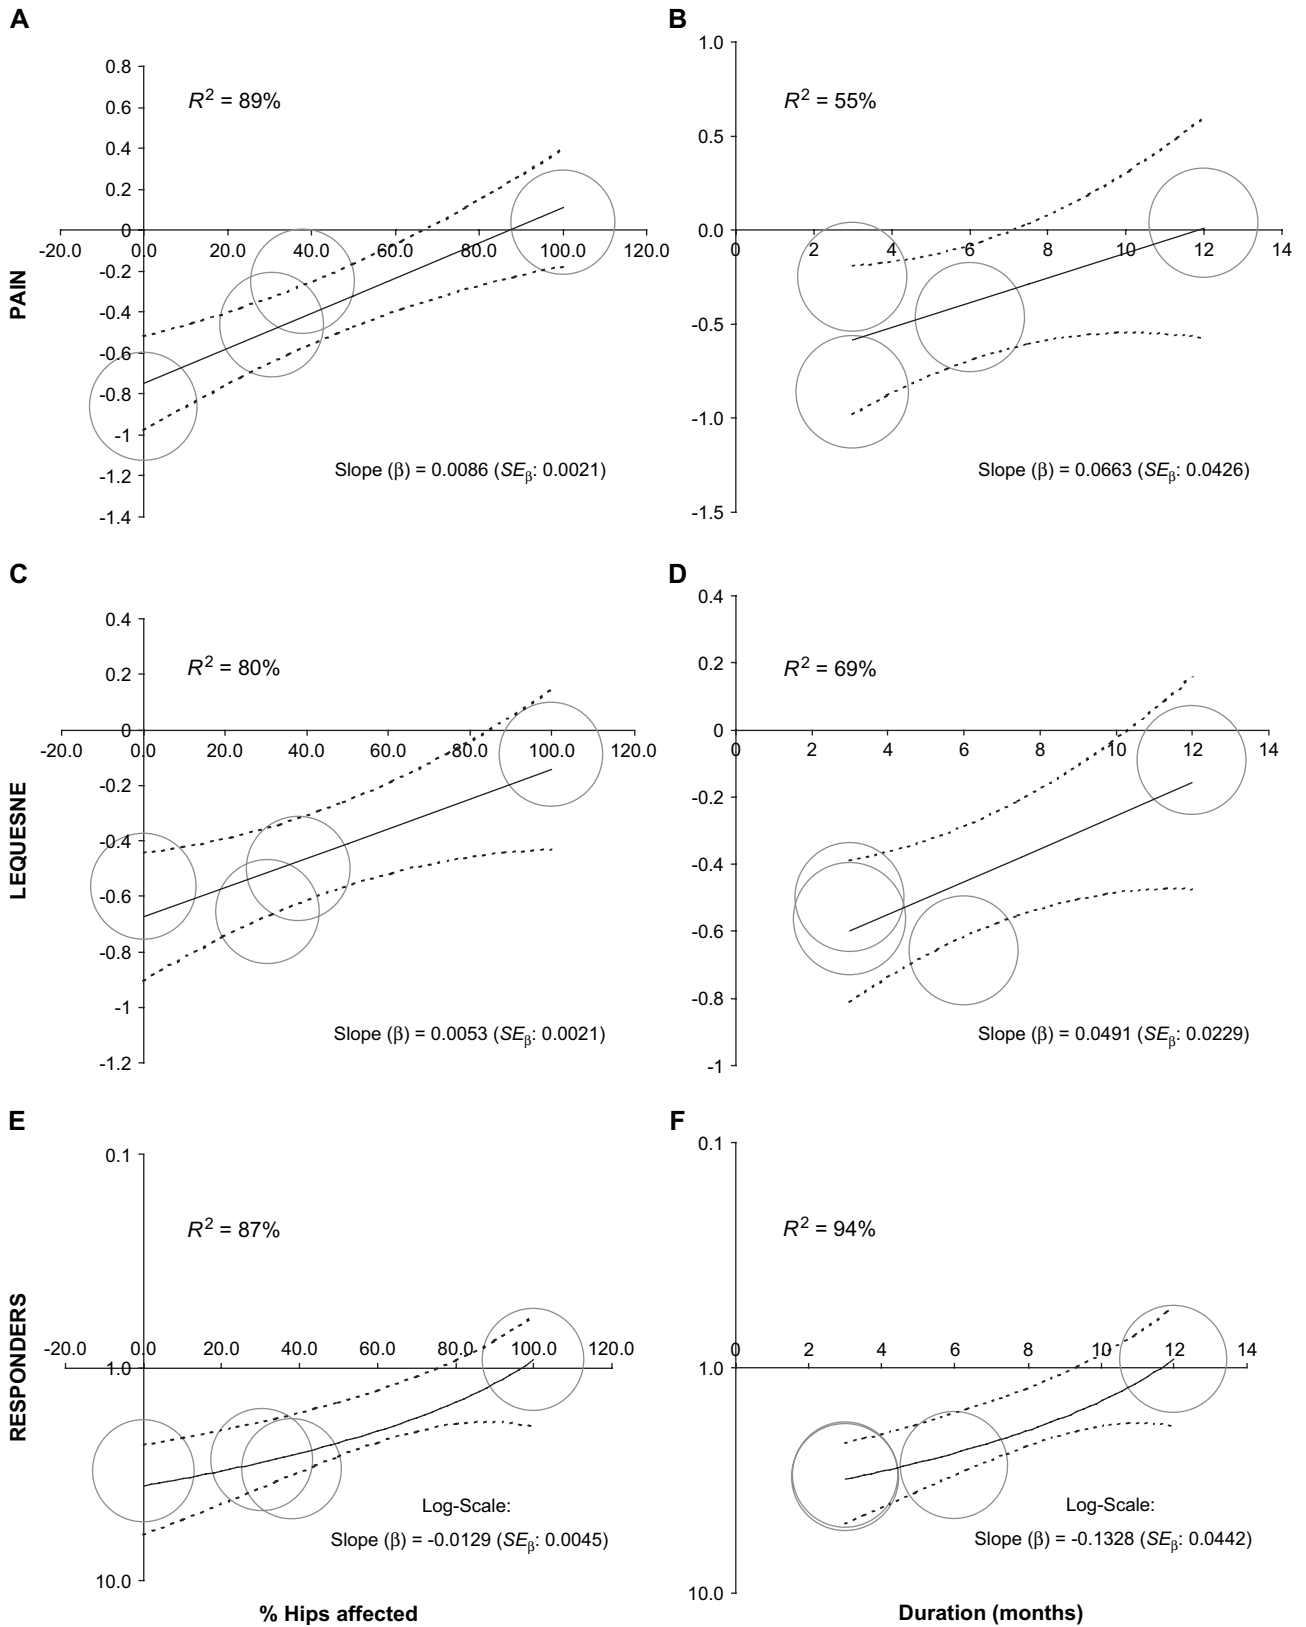 A
0.8
0.6
0.4
0.2
0
-0.2
-0.4
-0.6
-0.8
-1
-1.2
-1.4
-20.0 0.0 20.0 40.0 60.0 80.0 100.0 120.0
R² = 89%
PAIN
Slope (β) = 0.0086 (SEβ: 0.0021)
B
1.0
0.5
0.0
-0.5
-1.0
-1.5
0 2 4 6 8 10 12 14
R² = 55%
Slope (β) = 0.0663 (SEβ: 0.0426)
C
0.4
0.2
0
-0.2
-0.4
-0.6
-0.8
-1
-1.2
-20.0 0.0 20.0 40.0 60.0 80.0 100.0 120.0
R² = 80%
LEQUESNE
Slope (β) = 0.0053 (SEβ: 0.0021)
D
0.4
0.2
0
-0.2
-0.4
-0.6
-0.8
-1
0 2 4 6 8 10 12 14
R² = 69%
Slope (β) = 0.0491 (SEβ: 0.0229)
E
0.1
1.0
10.0
-20.0 0.0 20.0 40.0 60.0 80.0 100.0 120.0
R² = 87%
RESPONDERS
Log-Scale:
Slope (β) = -0.0129 (SEβ: 0.0045)
% Hips affected
F
0.1
1.0
10.0
0 2 4 6 8 10 12 14
R² = 94%
Log-Scale:
Slope (β) = -0.1328 (SEβ: 0.0442)
Duration (months)